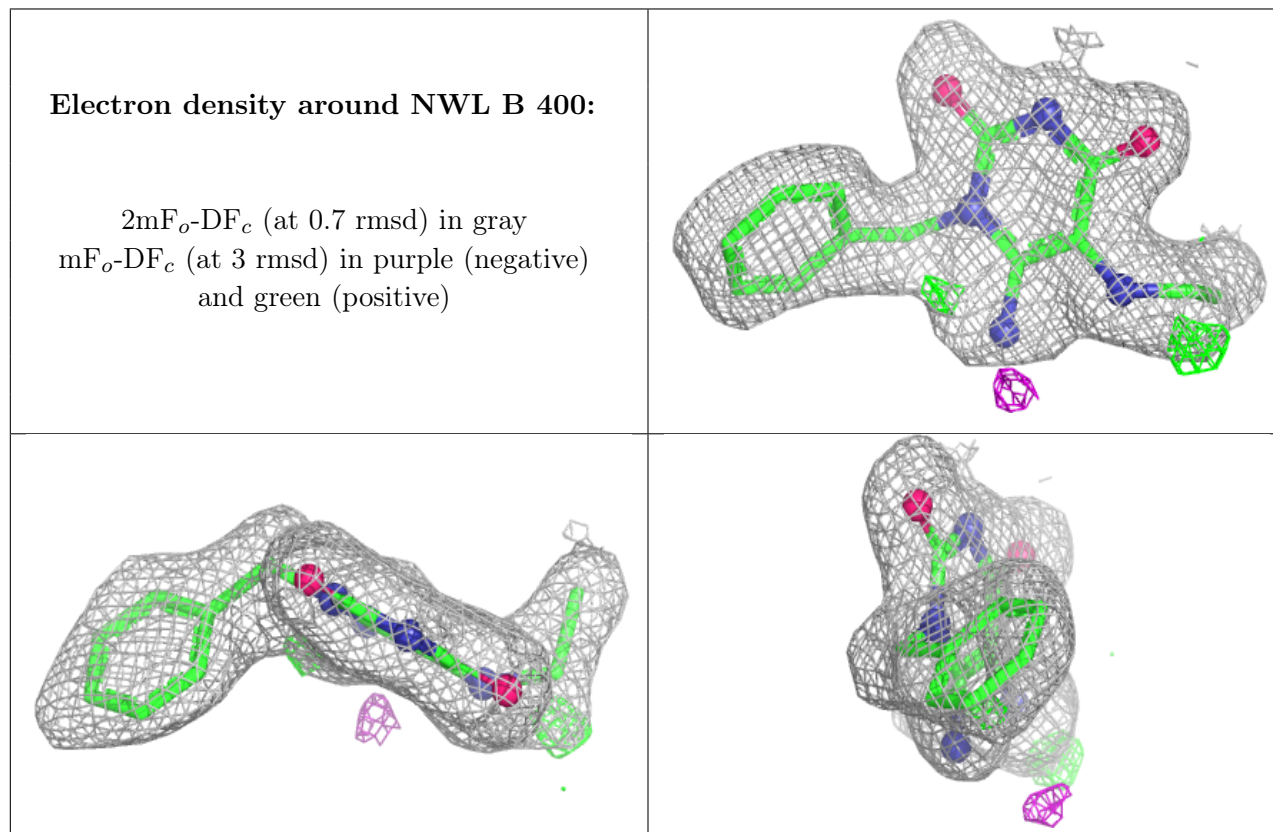 Electron density around NWL B 400:
2mFₒ-DF𝒸 (at 0.7 rmsd) in gray
mFₒ-DF𝒸 (at 3 rmsd) in purple (negative)
and green (positive)